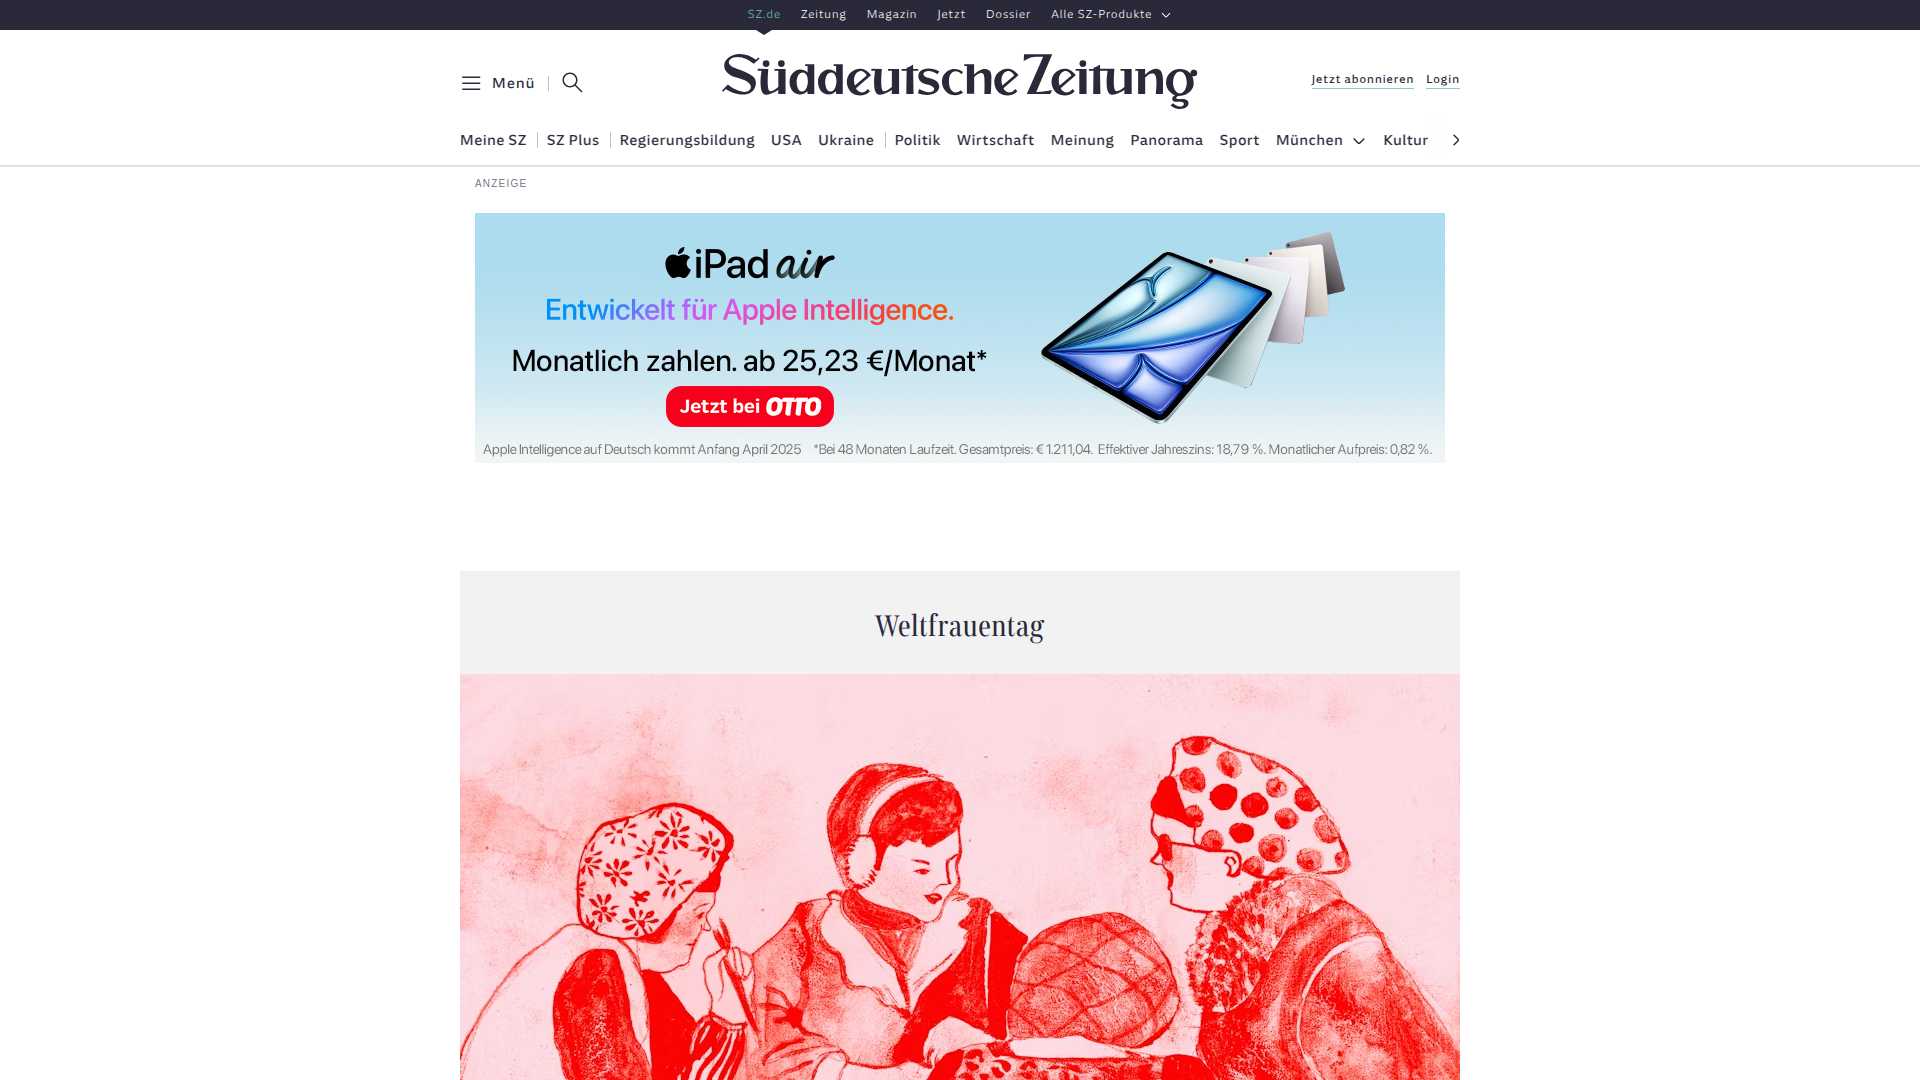 SZ.de Zeitung Magazin Jetzt Dossier Alle SZ-Produkte
Menü
Süddeutsche Zeitung
Jetzt abonnieren Login
Meine SZ SZ Plus Regierungsbildung USA Ukraine Politik Wirtschaft Meinung Panorama Sport München Kultur
ANZEIGE
iPad air
Entwickelt für Apple Intelligence.
Monatlich zahlen. ab 25,23 €/Monat*
Jetzt bei OTTO
Apple Intelligence auf Deutsch kommt Anfang April 2025 *Bei 48 Monaten Laufzeit. Gesamtpreis: € 1.211,04. Effektiver Jahreszins: 18,79 %. Monatlicher Aufpreis: 0,82 %.
Weltfrauentag